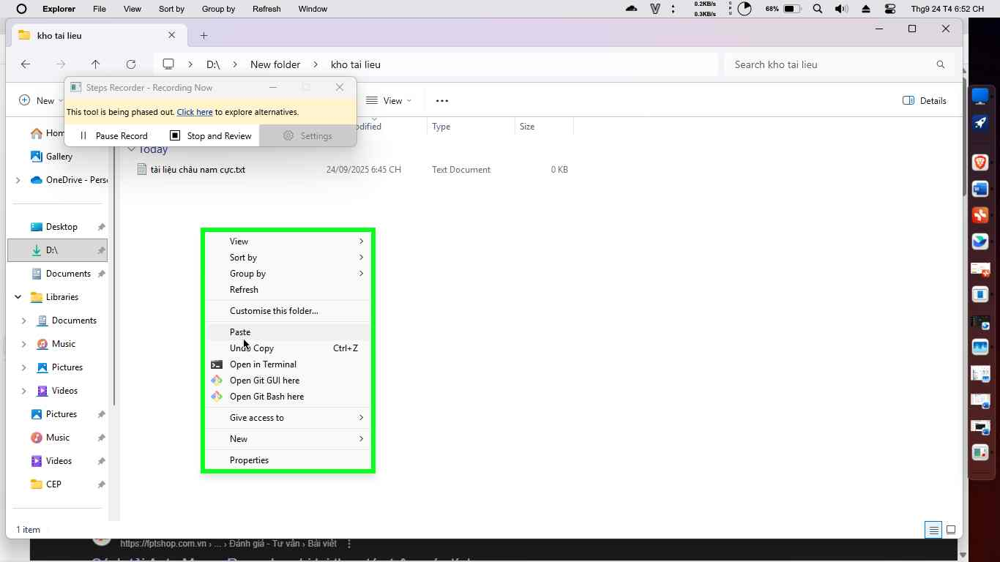 Explorer File View Sort by Group by Refresh Window 0.2KB/s 0.3KB/s CPU 68% Thg9 24 T4 6:52 CH
kho tai lieu
D:\ New folder kho tai lieu Search kho tai lieu
Steps Recorder - Recording Now
New View Details
This tool is being phased out. Click here to explore alternatives.
Pause Record Stop and Review Settings
Type Size
Home
Gallery
OneDrive - Pers
Today
tài liệu châu nam cực.txt 24/09/2025 6:45 CH Text Document 0 KB
Desktop
D:\
Documents
Libraries
Documents
Music
Pictures
Videos
Pictures
Music
Videos
CEP
View
Sort by
Group by
Refresh
Customise this folder...
Paste
Undo Copy Ctrl+Z
Open in Terminal
Open Git GUI here
Open Git Bash here
Give access to
New
Properties
1 item
https://fptshop.com.vn › ... › Đánh giá - Tư vấn › Bài viết